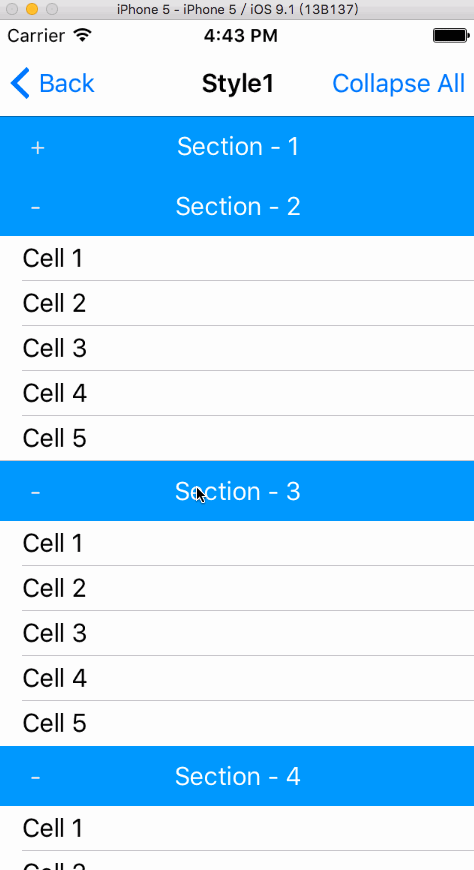 iPhone 5 - iPhone 5 / iOS 9.1 (13B137)
Carrier 4:43 PM
Back Style1 Collapse All
+ Section - 1
- Section - 2
Cell 1
Cell 2
Cell 3
Cell 4
Cell 5
- Section - 3
Cell 1
Cell 2
Cell 3
Cell 4
Cell 5
- Section - 4
Cell 1
Cell 2